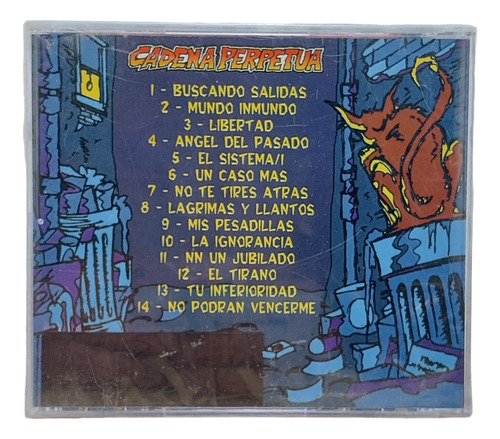 CADENA PERPETUA
1 - BUSCANDO SALIDAS
2 - MUNDO INMUNDO
3 - LIBERTAD
4 - ANGEL DEL PASADO
5 - EL SISTEMA/I
6 - UN CASO MAS
7 - NO TE TIRES ATRAS
8 - LAGRIMAS Y LLANTOS
9 - MIS PESADILLAS
10 - LA IGNORANCIA
11 - NN UN JUBILADO
12 - EL TIRANO
13 - TU INFERIORIDAD
14 - NO PODRAN VENCERME